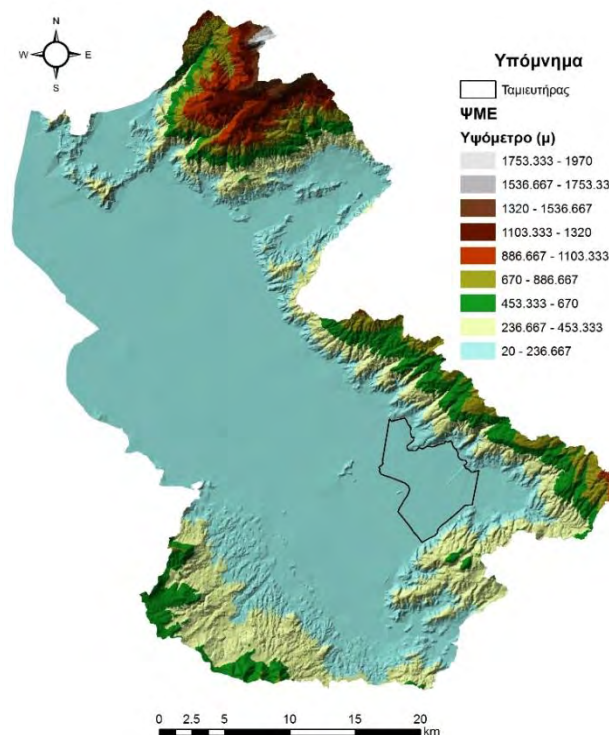 N
W E
S
Υπόμνημα
Ταμιευτήρας
ΨΜΕ
Υψόμετρο (μ)
1753.333 - 1970
1536.667 - 1753.33
1320 - 1536.667
1103.333 - 1320
886.667 - 1103.333
670 - 886.667
453.333 - 670
236.667 - 453.333
20 - 236.667
0 2.5 5 10 15 20
km